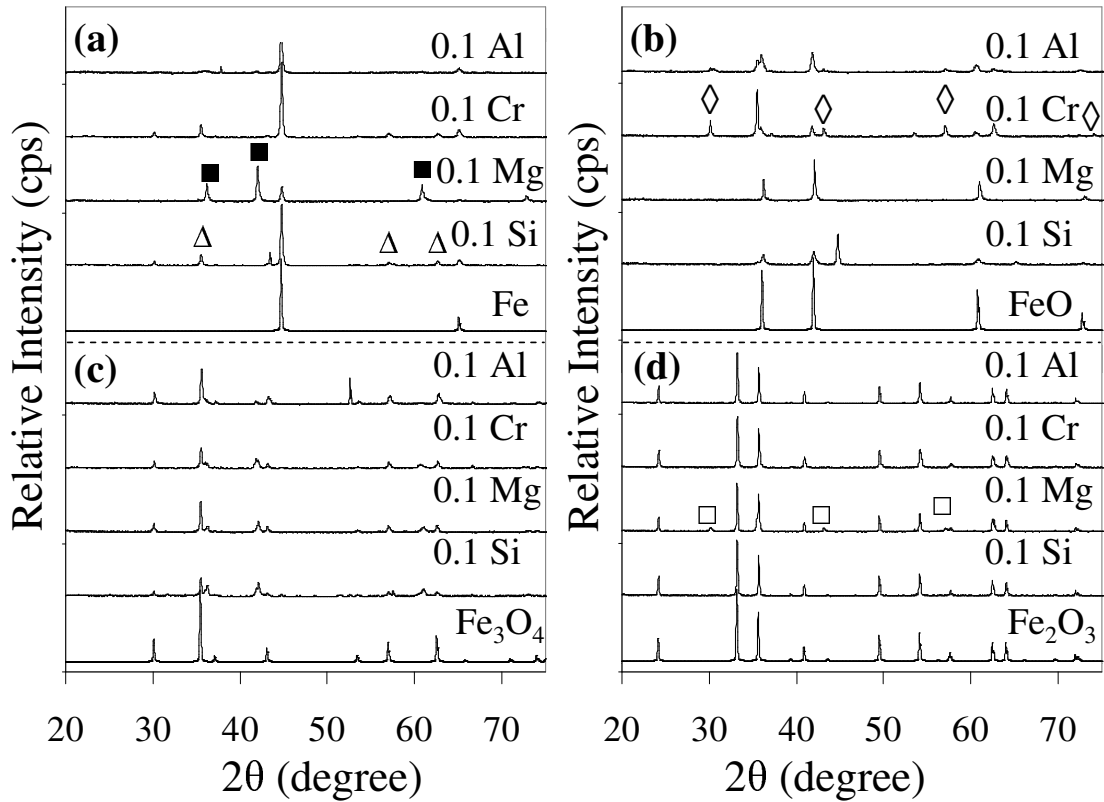 (a)
0.1 Al
0.1 Cr
0.1 Mg
0.1 Si
Fe
(b)
0.1 Al
0.1 Cr
0.1 Mg
0.1 Si
FeO
(c)
0.1 Al
0.1 Cr
0.1 Mg
0.1 Si
Fe₃O₄
(d)
0.1 Al
0.1 Cr
0.1 Mg
0.1 Si
Fe₂O₃
Relative Intensity (cps)
Relative Intensity (cps)
20 30 40 50 60 70
20 30 40 50 60 70
2θ (degree)
2θ (degree)